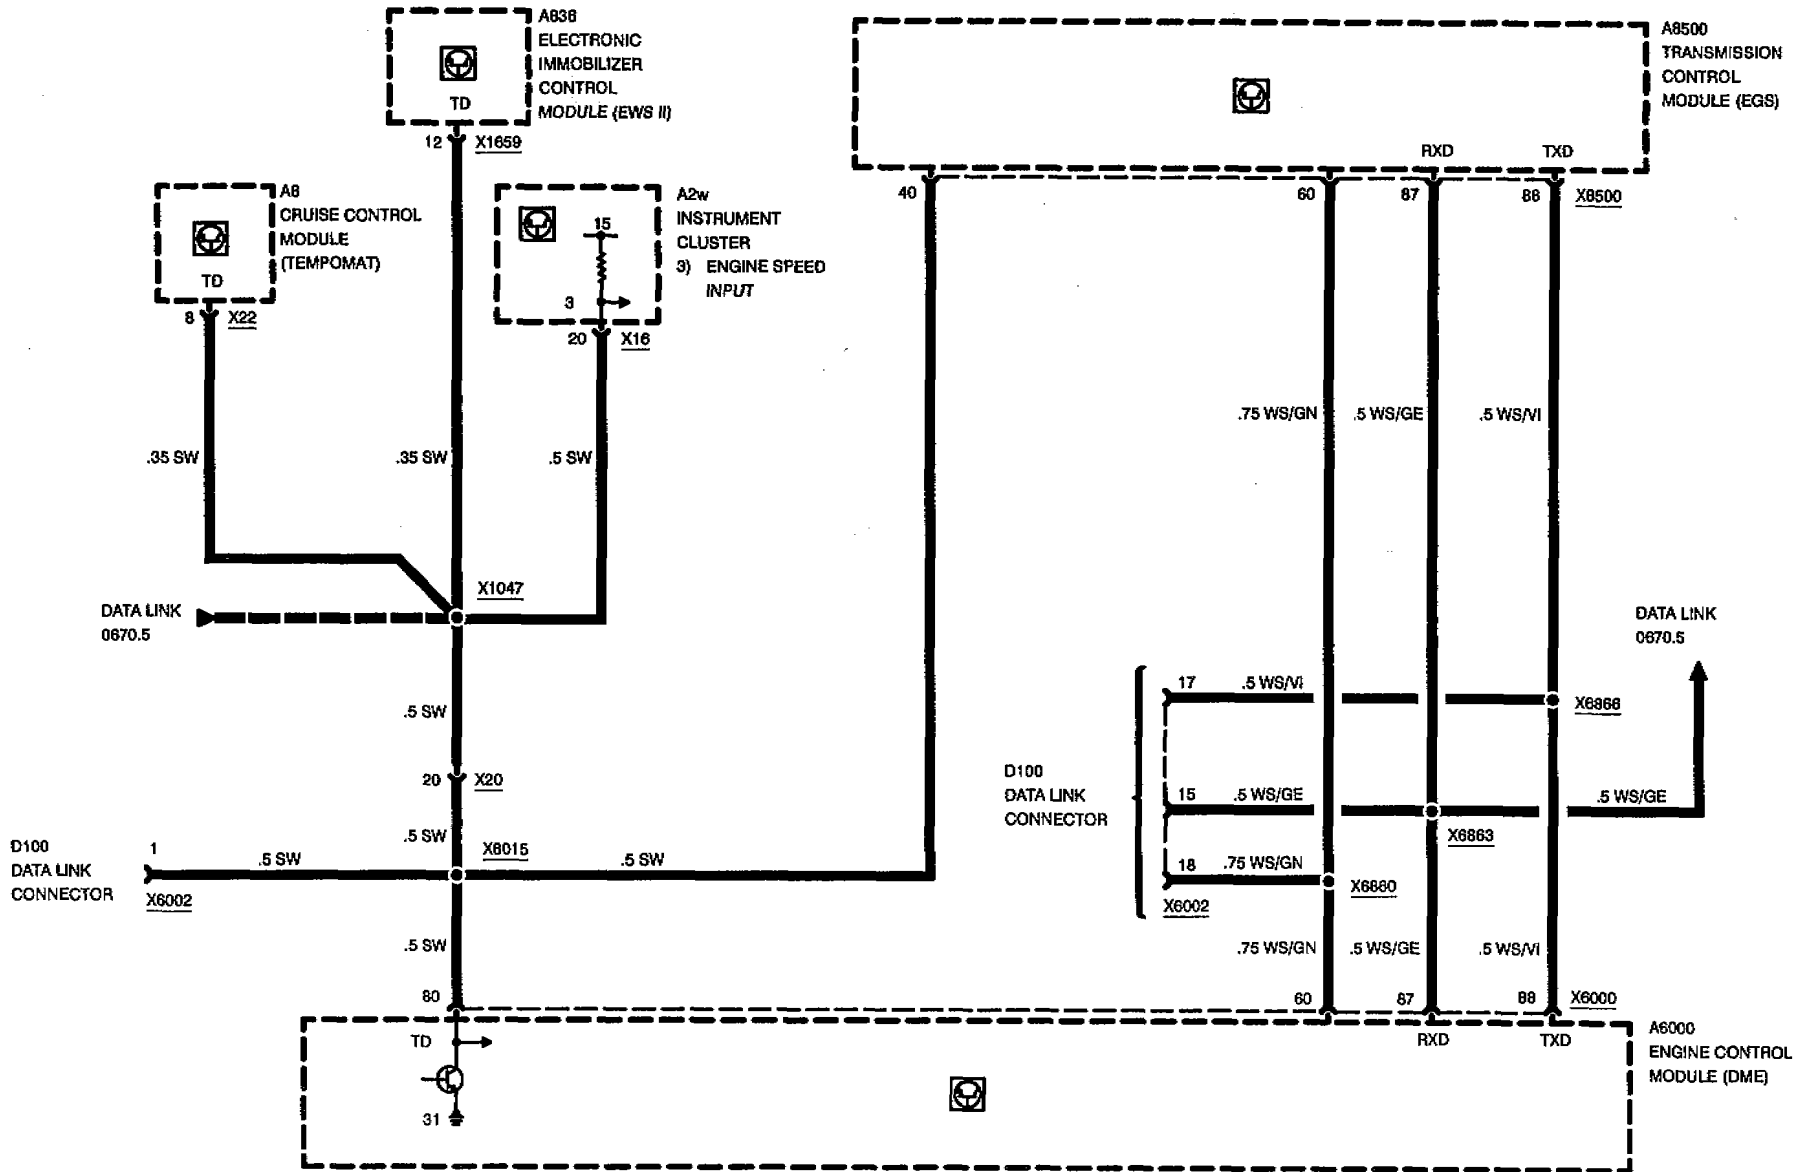 A836
ELECTRONIC
IMMOBILIZER
CONTROL
MODULE (EWS II)
TD
12
X1659
A8500
TRANSMISSION
CONTROL
MODULE (EGS)
RXD
TXD
40
60
87
88
X8500
A8
CRUISE CONTROL
MODULE
(TEMPOMAT)
TD
8
X22
A2w
INSTRUMENT
CLUSTER
3) ENGINE SPEED
INPUT
15
3
20
X16
.75 WS/GN
.5 WS/GE
.5 WS/VI
.35 SW
.35 SW
.5 SW
X1047
DATA LINK
0670.5
DATA LINK
0670.5
.5 SW
17
.5 WS/VI
X6866
20
X20
D100
DATA LINK
CONNECTOR
15
.5 WS/GE
.5 WS/GE
X6863
.5 SW
D100
DATA LINK
CONNECTOR
1
.5 SW
X6002
X6015
.5 SW
18
.75 WS/GN
X6880
X6002
.5 SW
.75 WS/GN
.5 WS/GE
.5 WS/VI
80
60
87
88
X6000
TD
31
RXD
TXD
A6000
ENGINE CONTROL
MODULE (DME)